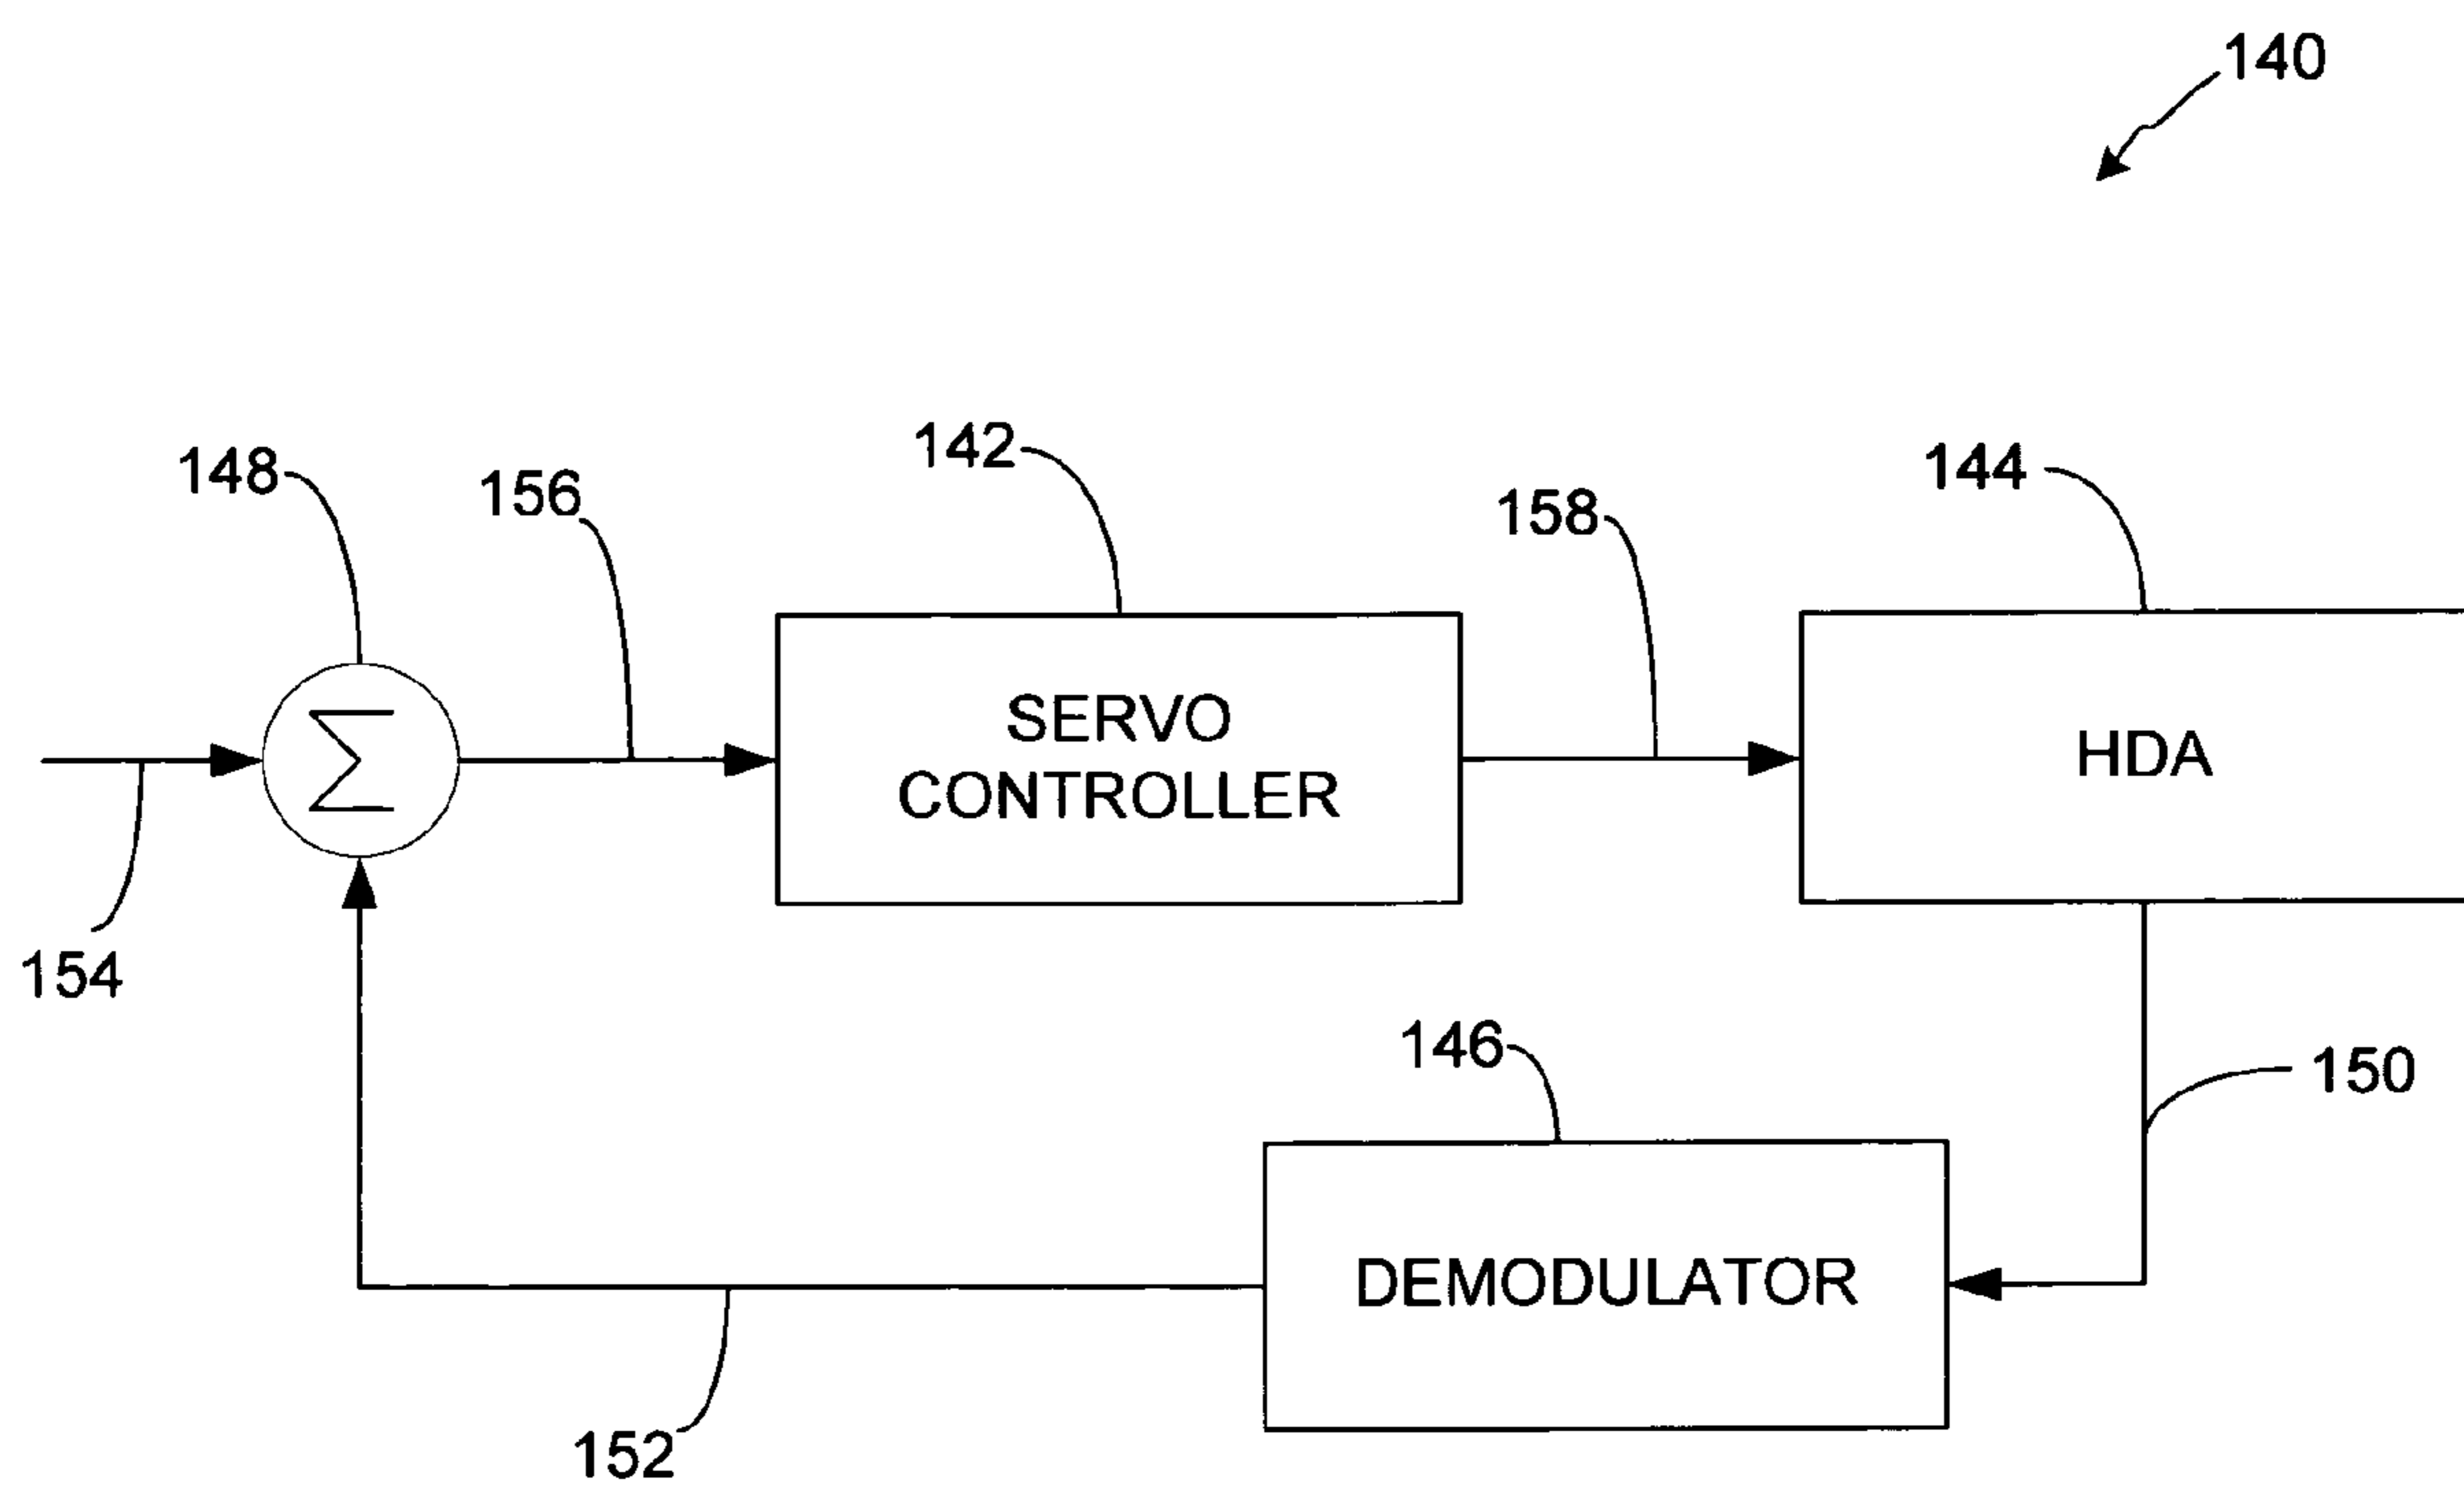 140
148
156
142
158
144
Σ
SERVO
CONTROLLER
HDA
154
146
150
DEMODULATOR
152